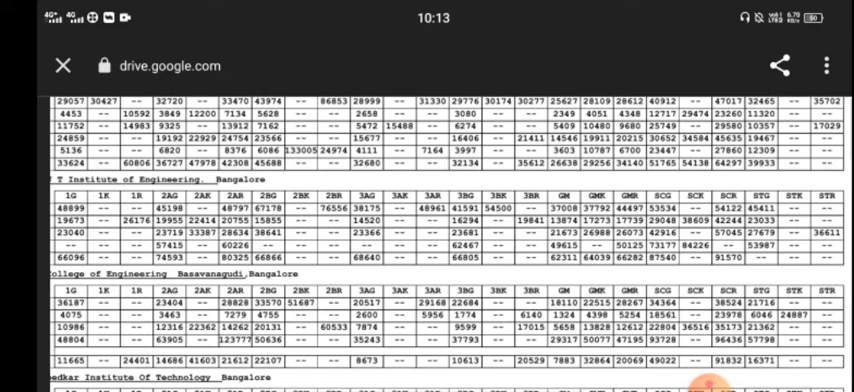 4G 4G 10:13 Vo)) LTE2 6.70 KB/s 60
drive.google.com
29057 30427 -- 32720 -- 33470 43974 -- 86853 28999 -- 31330 29776 30174 30277 25627 28109 28612 40912 -- 47017 32465 -- 35702
4453 -- 10592 3849 12200 7134 5628 -- -- 2658 -- -- 3080 -- -- 2349 4051 4348 12717 29474 23260 11320 -- --
11752 -- 14983 9325 -- 13912 7162 -- -- 5472 15488 -- 6274 -- -- 5409 10480 9680 25749 -- 29580 10357 -- 17029
24859 -- -- 19192 22929 24754 23566 -- -- 15677 -- -- 16406 -- 21411 14546 19911 20215 30652 34584 45635 19467 -- --
5136 -- -- 6820 -- 8376 6086 133005 24974 4111 -- 7164 3997 -- -- 3603 10787 6700 23447 -- 27860 12309 -- --
33624 -- 60806 36727 47978 42308 45688 -- -- 32680 -- -- 32134 -- 35612 26638 29256 34140 51765 54138 64297 39933 -- --
T Institute of Engineering. Bangalore
1G 1K 1R 2AG 2AK 2AR 2BG 2BK 2BR 3AG 3AK 3AR 3BG 3BK 3BR GM GMK GMR SCG SCK SCR STG STK STR
48899 -- -- 45198 -- 48797 67178 -- 76556 38175 -- 48961 41591 54500 -- 37008 37792 44497 53534 -- 54122 45411 -- --
19673 -- 26176 19955 22414 20755 15855 -- -- 14520 -- -- 16294 -- 19841 13874 17273 17739 29048 38609 42244 23033 -- --
23040 -- -- 23719 33387 28634 38641 -- -- 23366 -- -- 23681 -- -- 21673 26988 26073 42916 -- 57045 27679 -- 36611
-- -- -- 57415 -- 60226 -- -- -- -- -- -- 62467 -- -- 49615 -- 50125 73177 84226 -- 53987 -- --
66096 -- -- 74593 -- 80325 66866 -- -- 68640 -- -- 66805 -- -- 62311 64039 66282 87540 -- 91570 -- -- --
ollege of Engineering Basavanagudi,Bangalore
1G 1K 1R 2AG 2AK 2AR 2BG 2BK 2BR 3AG 3AK 3AR 3BG 3BK 3BR GM GMK GMR SCG SCK SCR STG STK STR
36187 -- -- 23404 -- 28828 33570 51687 -- 20517 -- 29168 22684 -- -- 18110 22515 28267 34364 -- 38524 21716 -- --
4075 -- -- 3463 -- 7279 4755 -- -- 2600 -- 5956 1774 -- 6140 1324 4398 5254 18561 -- 23978 6046 24887 --
10986 -- -- 12316 22362 14262 20131 -- 60533 7874 -- -- 9599 -- 17015 5658 13828 12612 22804 36516 35173 21362 -- --
48804 -- -- 63905 -- 123777 50636 -- -- 35243 -- -- 37793 -- -- 29317 50077 47195 93728 -- 96436 57798 -- --
11665 -- 24401 14686 41603 21612 22107 -- -- 8673 -- -- 10613 -- 20529 7883 32864 20069 49022 -- 91832 16371 -- --
edkar Institute Of Technology Bangalore